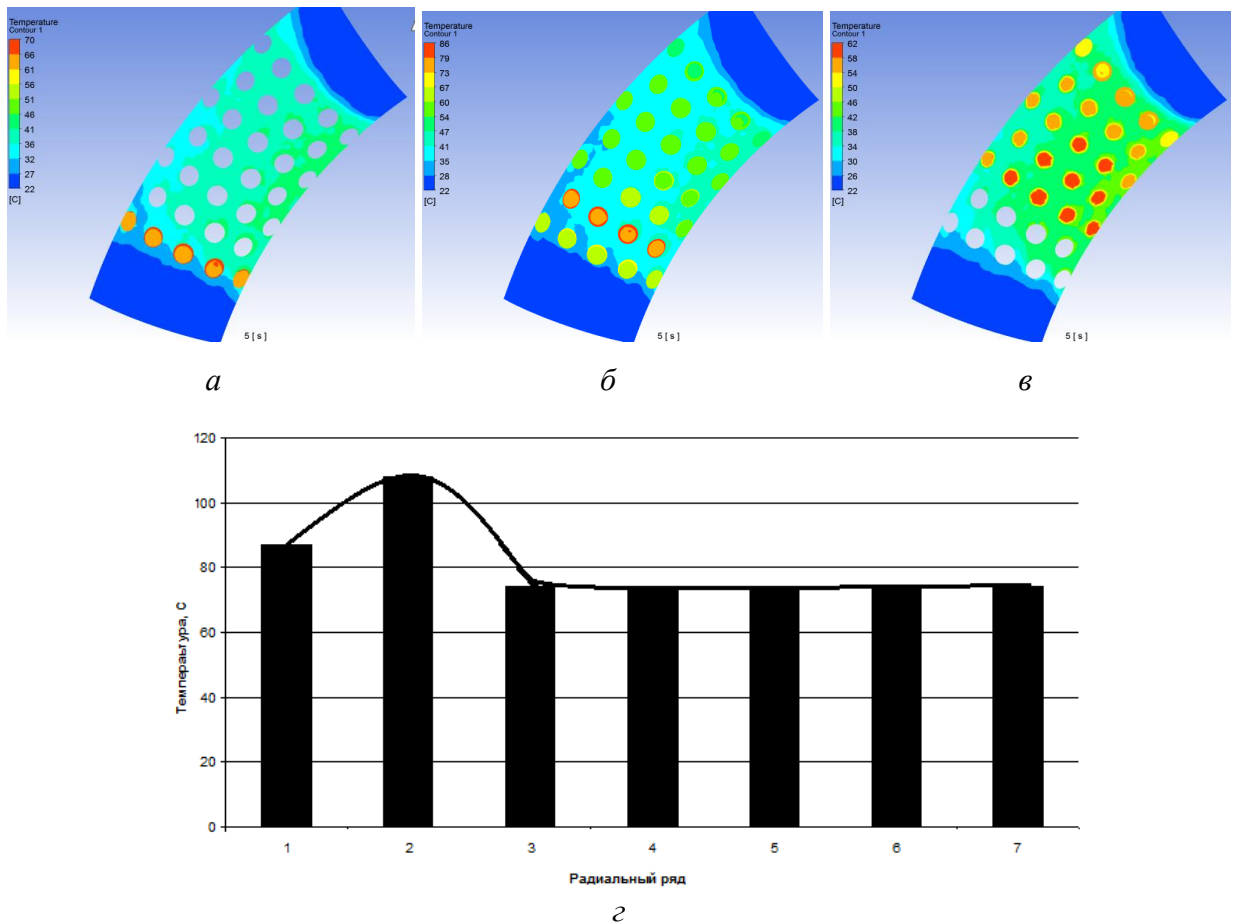 Temperature
Contour 1
70
66
61
56
51
46
41
36
32
27
22
[C]
5 [ s ]
Temperature
Contour 1
86
79
73
67
60
54
47
41
35
28
22
[C]
5 [ s ]
Temperature
Contour 1
62
58
54
50
46
42
38
34
30
26
22
[C]
5 [ s ]
а
б
в
120
100
80
60
40
20
0
Температура, С
1 2 3 4 5 6 7
Радиальный ряд
г